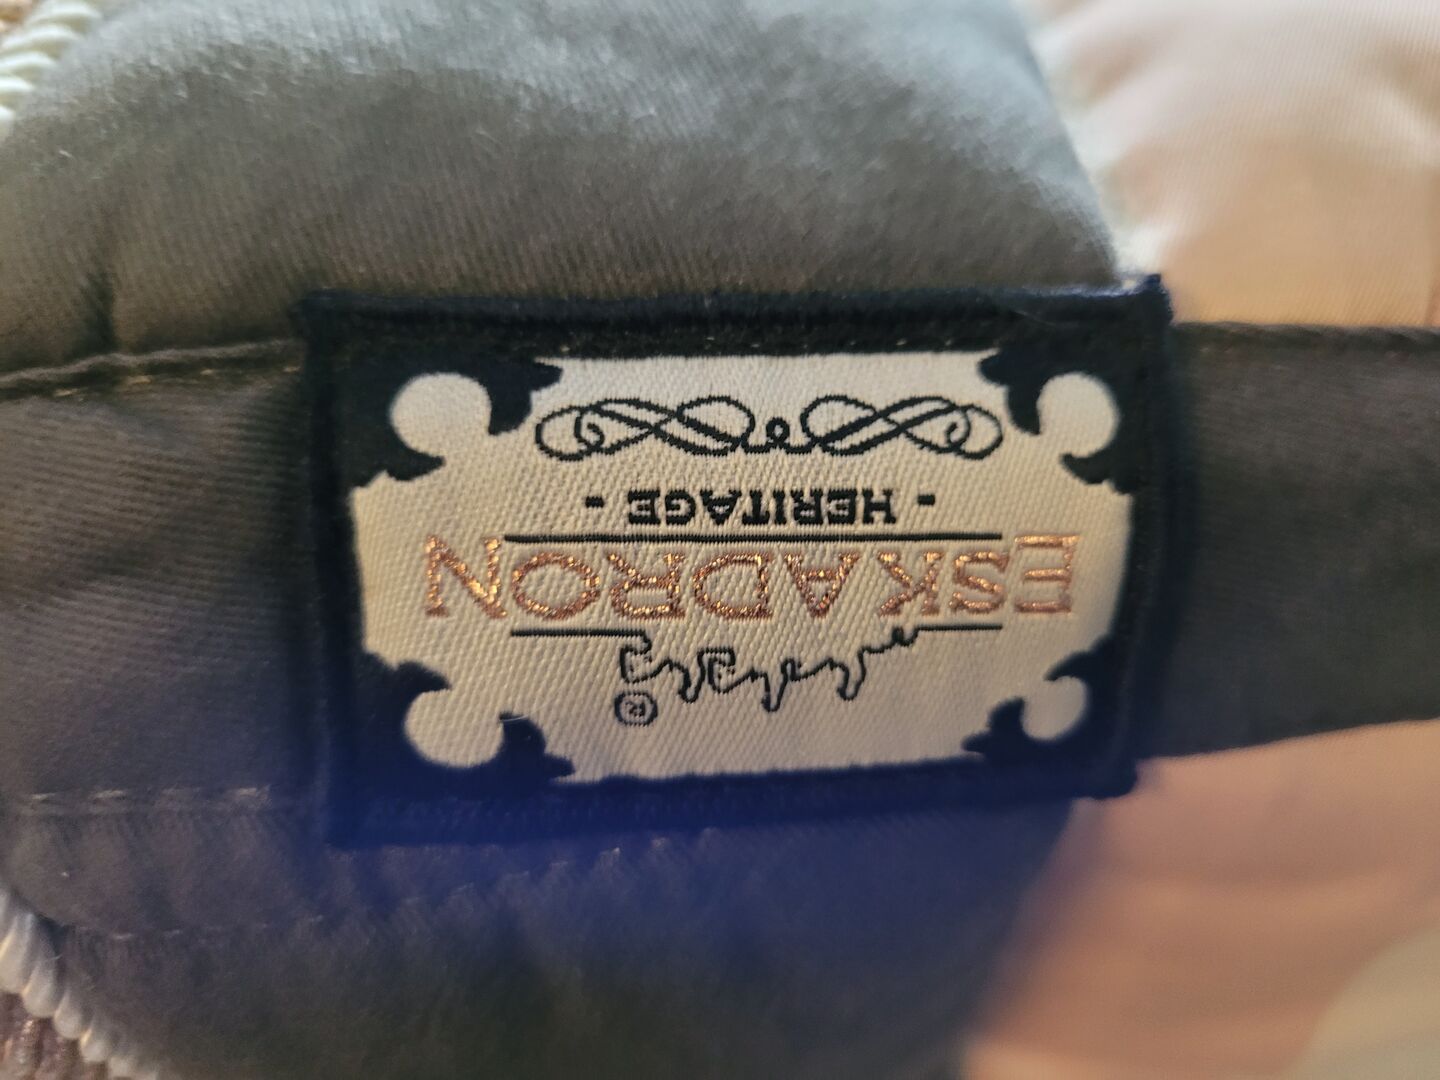 ®
ESKADRON
- HERITAGE -